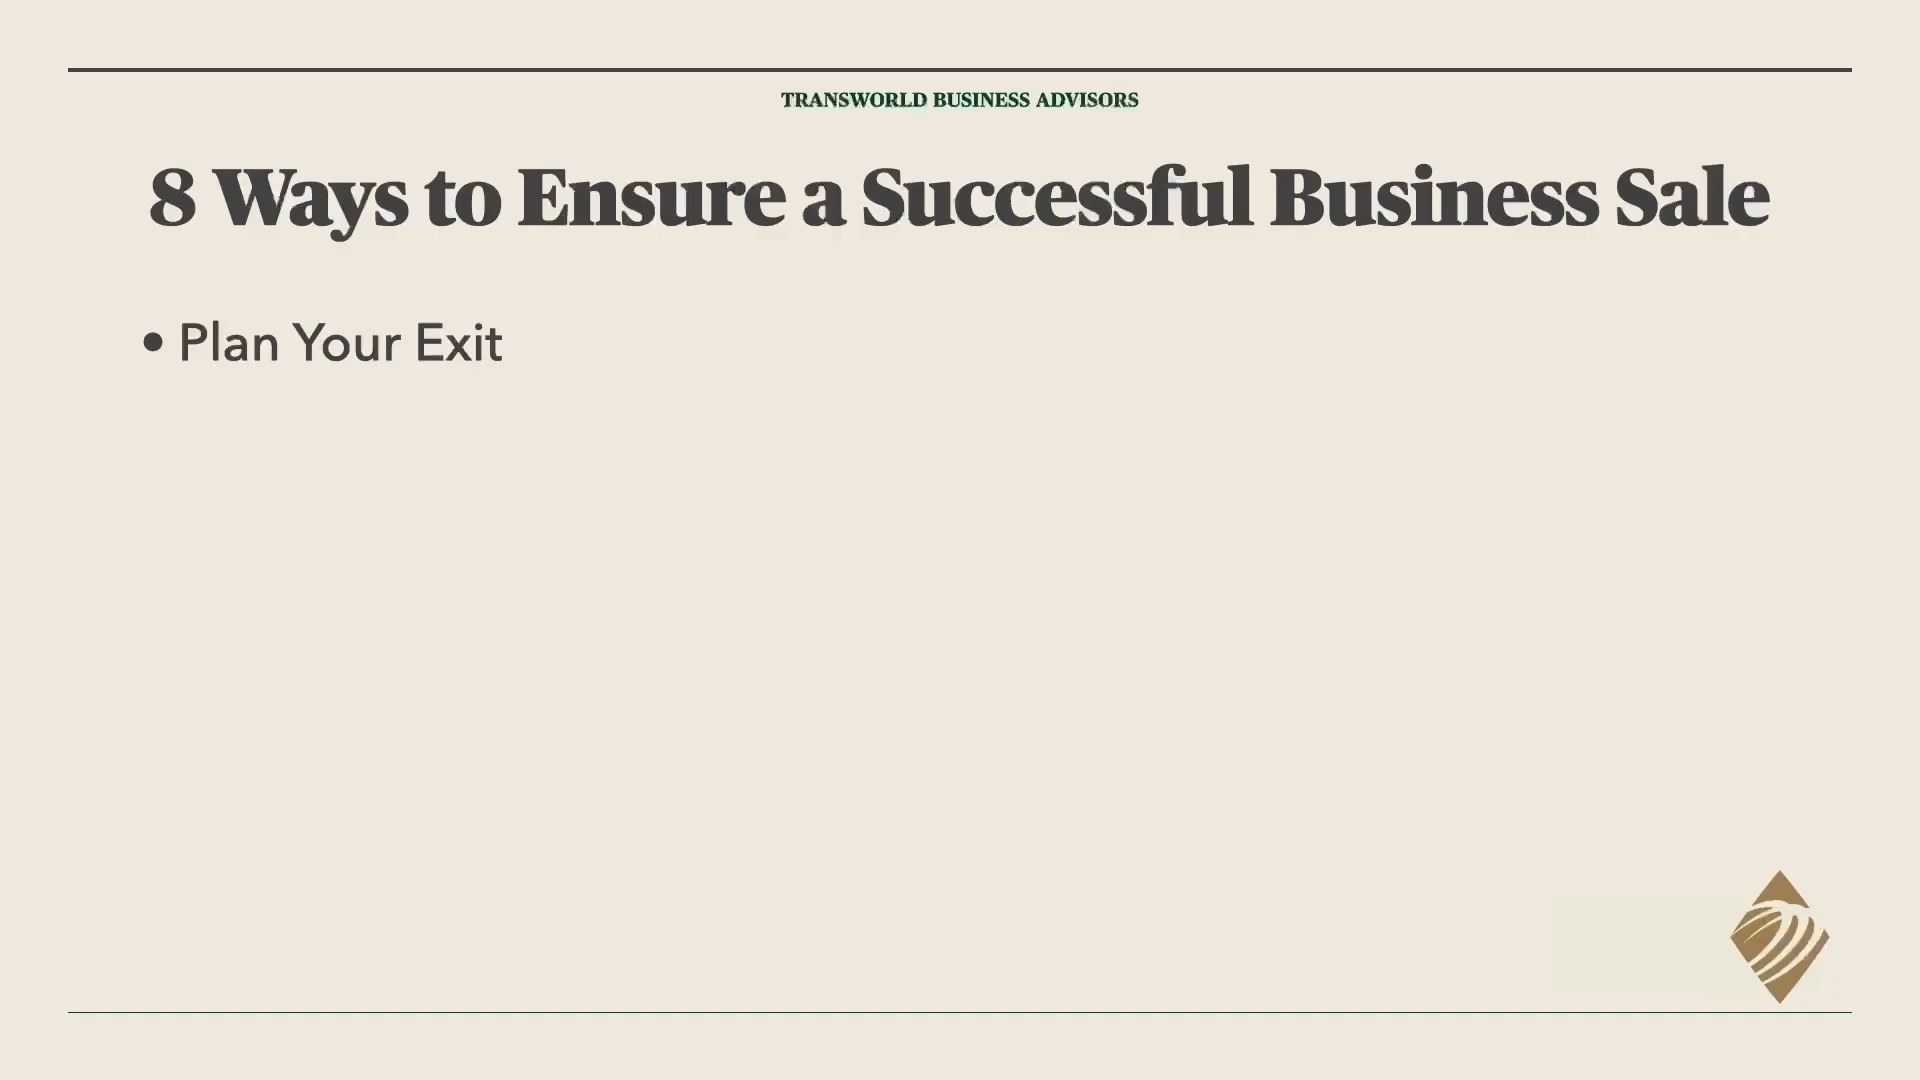 TRANSWORLD BUSINESS ADVISORS
8 Ways to Ensure a Successful Business Sale
• Plan Your Exit